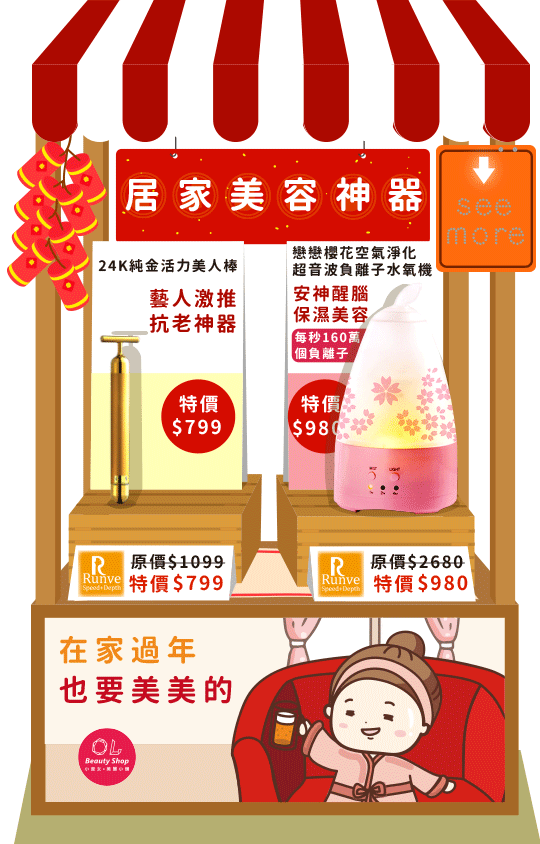 居家美容神器
see
more
24K純金活力美人棒
藝人激推
抗老神器
特價
$799
戀戀櫻花空氣淨化
超音波負離子水氧機
安神醒腦
保濕美容
每秒160萬
個負離子
特價
$980
MIST
LIGHT
Runve
Speed+Depth
原價$1099
特價$799
Runve
Speed+Depth
原價$2680
特價$980
在家過年
也要美美的
OL
Beauty Shop